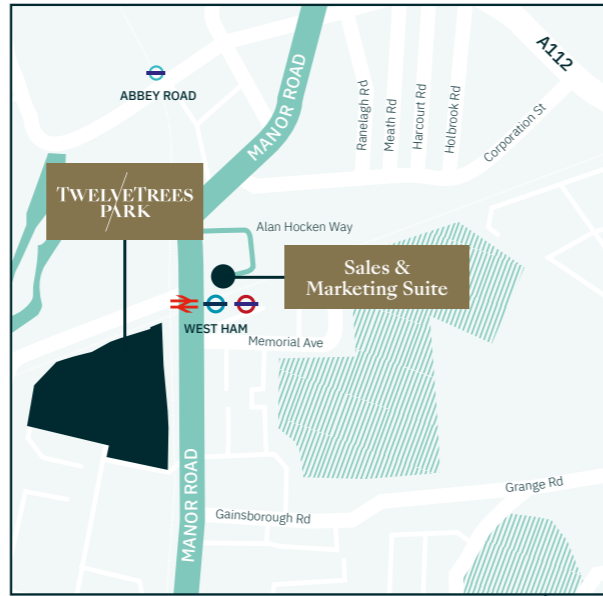 A112
ABBEY ROAD
MANOR ROAD
Ranelagh Rd
Meath Rd
Harcourt Rd
Holbrook Rd
Corporation St
TWELVETREES
PARK
Alan Hocken Way
Sales &
Marketing Suite
WEST HAM
Memorial Ave
MANOR ROAD
Grange Rd
Gainsborough Rd